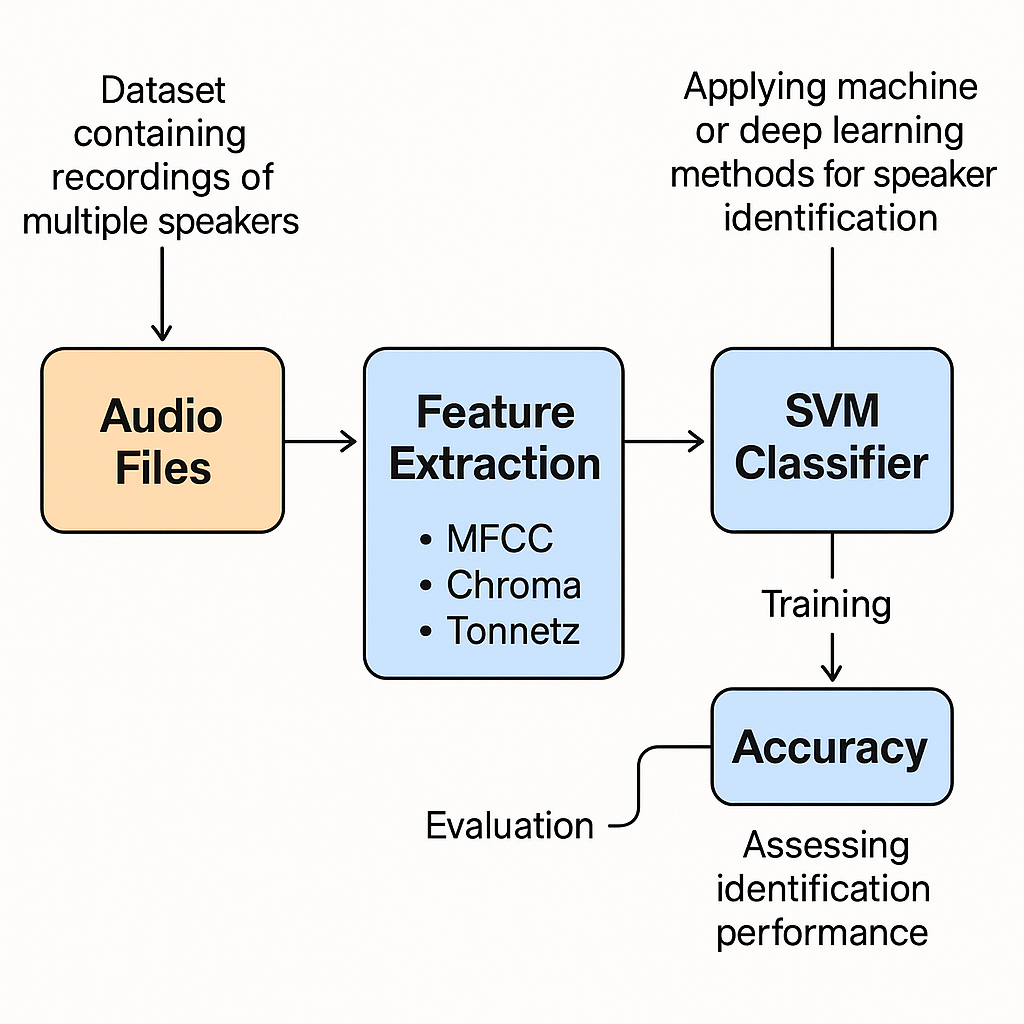 Dataset
containing
recordings of
multiple speakers
Applying machine
or deep learning
methods for speaker
identification
Audio
Files
Feature
Extraction
• MFCC
• Chroma
• Tonnetz
SVM
Classifier
Training
Accuracy
Evaluation
Assessing
identification
performance